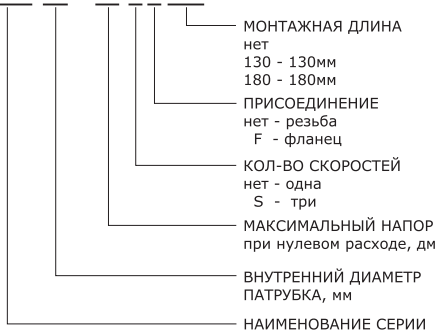 МОНТАЖНАЯ ДЛИНА
нет
130 - 130мм
180 - 180мм
ПРИСОЕДИНЕНИЕ
нет - резьба
F - фланец
КОЛ-ВО СКОРОСТЕЙ
нет - одна
S - три
МАКСИМАЛЬНЫЙ НАПОР
при нулевом расходе, дм
ВНУТРЕННИЙ ДИАМЕТР
ПАТРУБКА, мм
НАИМЕНОВАНИЕ СЕРИИ